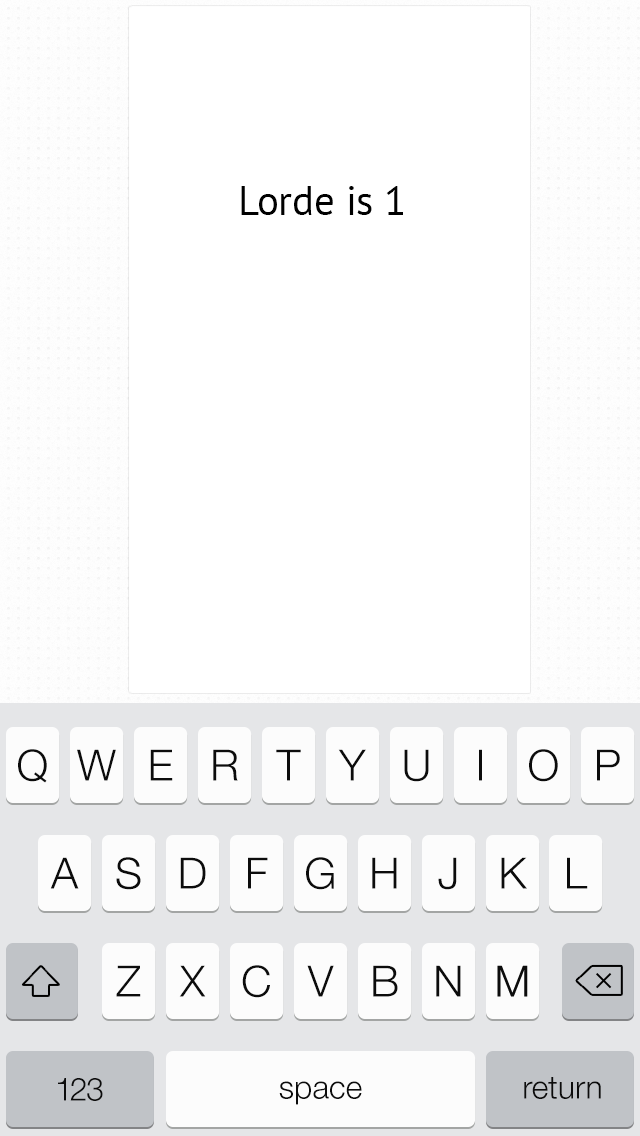 Lorde is 1
Q W E R T Y U I O P
A S D F G H J K L
Z X C V B N M
123 space return